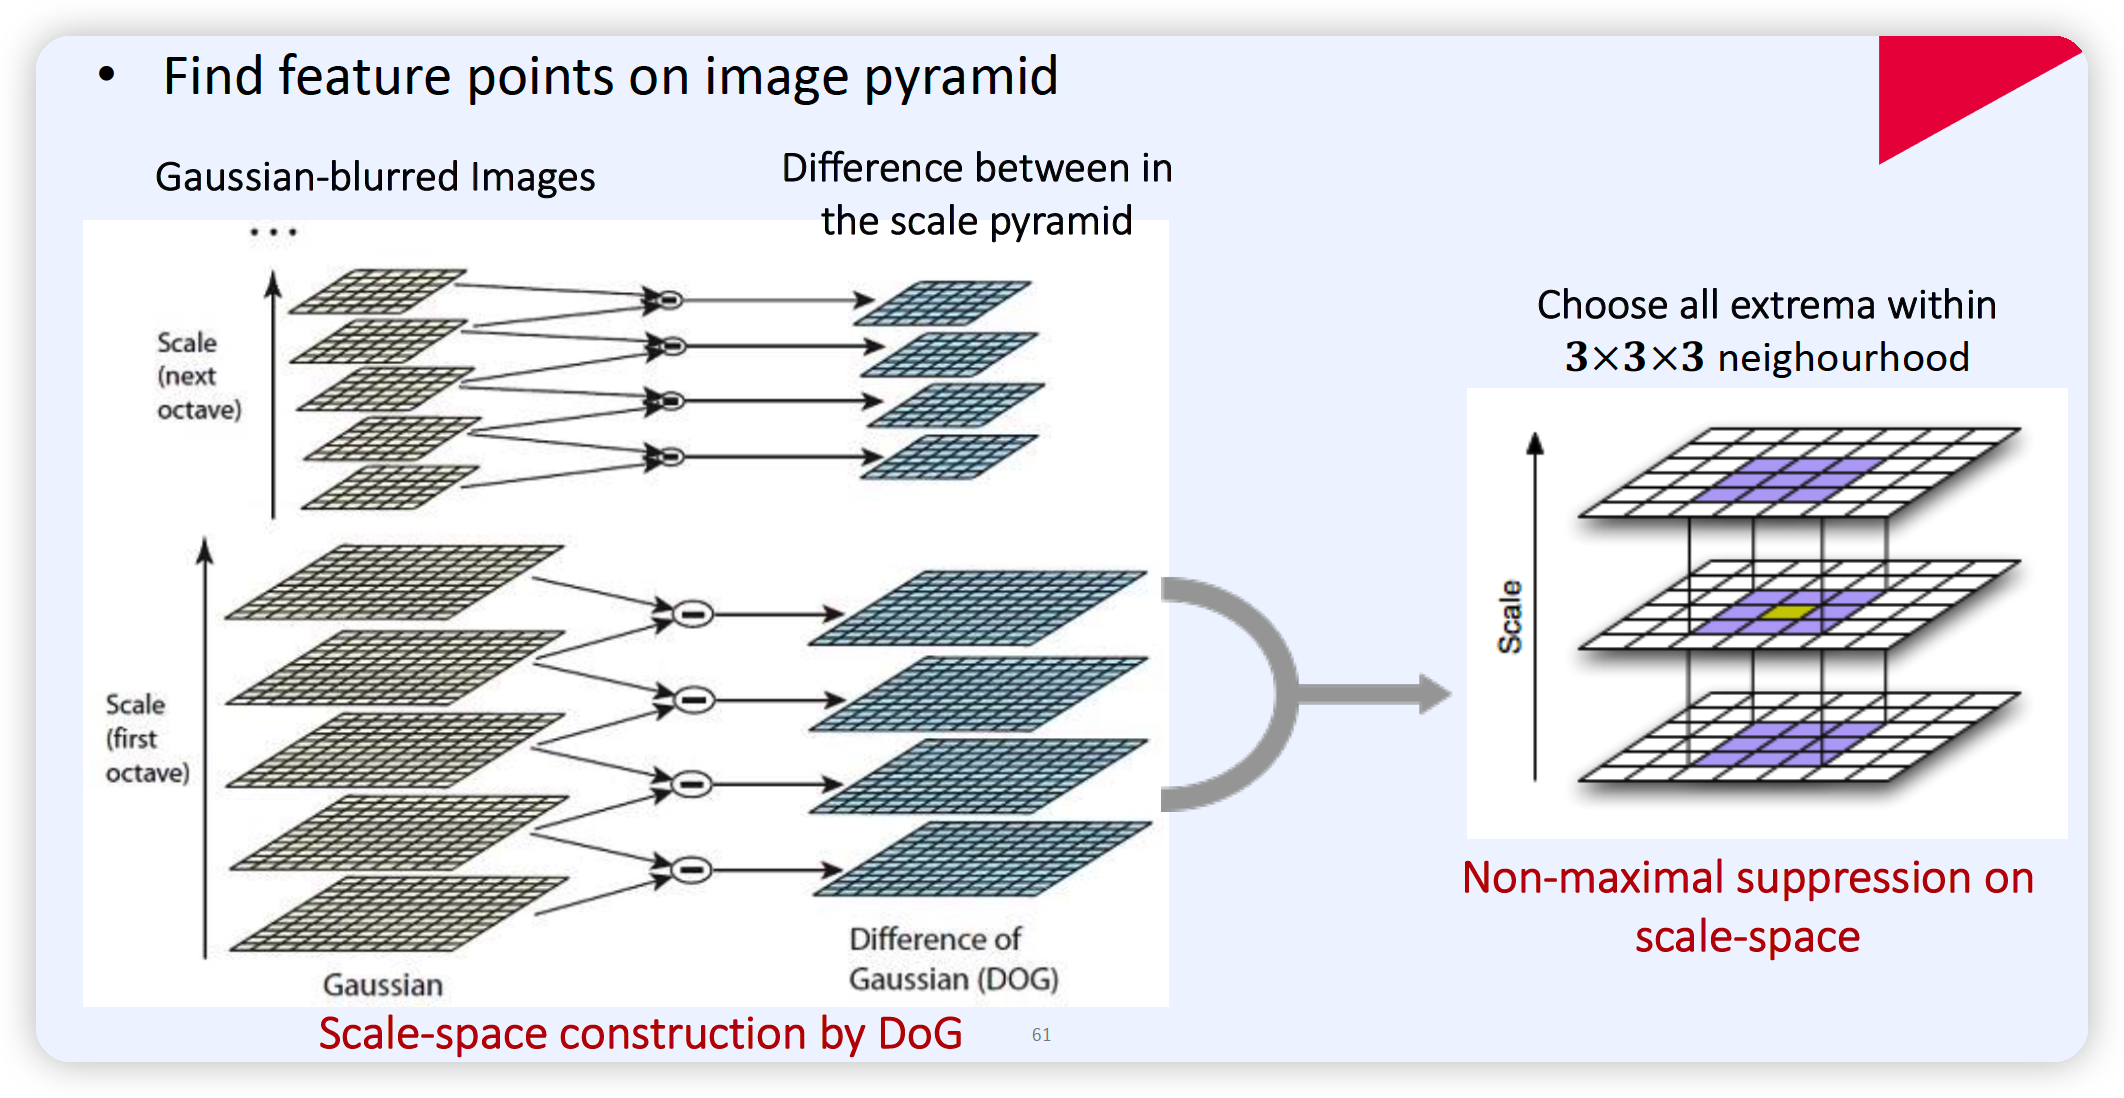 • Find feature points on image pyramid
Gaussian-blurred Images
Difference between in
the scale pyramid
...
Scale
(next
octave)
Scale
(first
octave)
Gaussian
Difference of
Gaussian (DOG)
Scale-space construction by DoG
61
Choose all extrema within
3×3×3 neighourhood
Scale
Non-maximal suppression on
scale-space